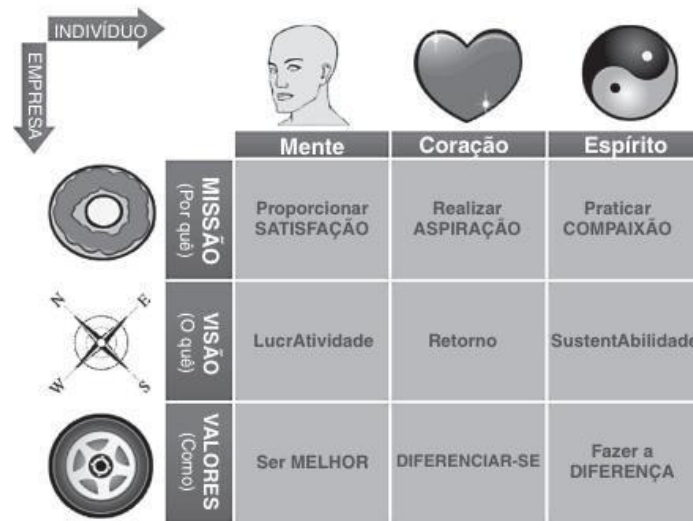 INDIVÍDUO
EMPRESA
Mente
Coração
Espírito
MISSÃO
(Por quê)
Proporcionar
SATISFAÇÃO
Realizar
ASPIRAÇÃO
Praticar
COMPAIXÃO
N
E
W
S
VISÃO
(O quê)
LucrAtividade
Retorno
SustentAbilidade
VALORES
(Como)
Ser MELHOR
DIFERENCIAR-SE
Fazer a
DIFERENÇA